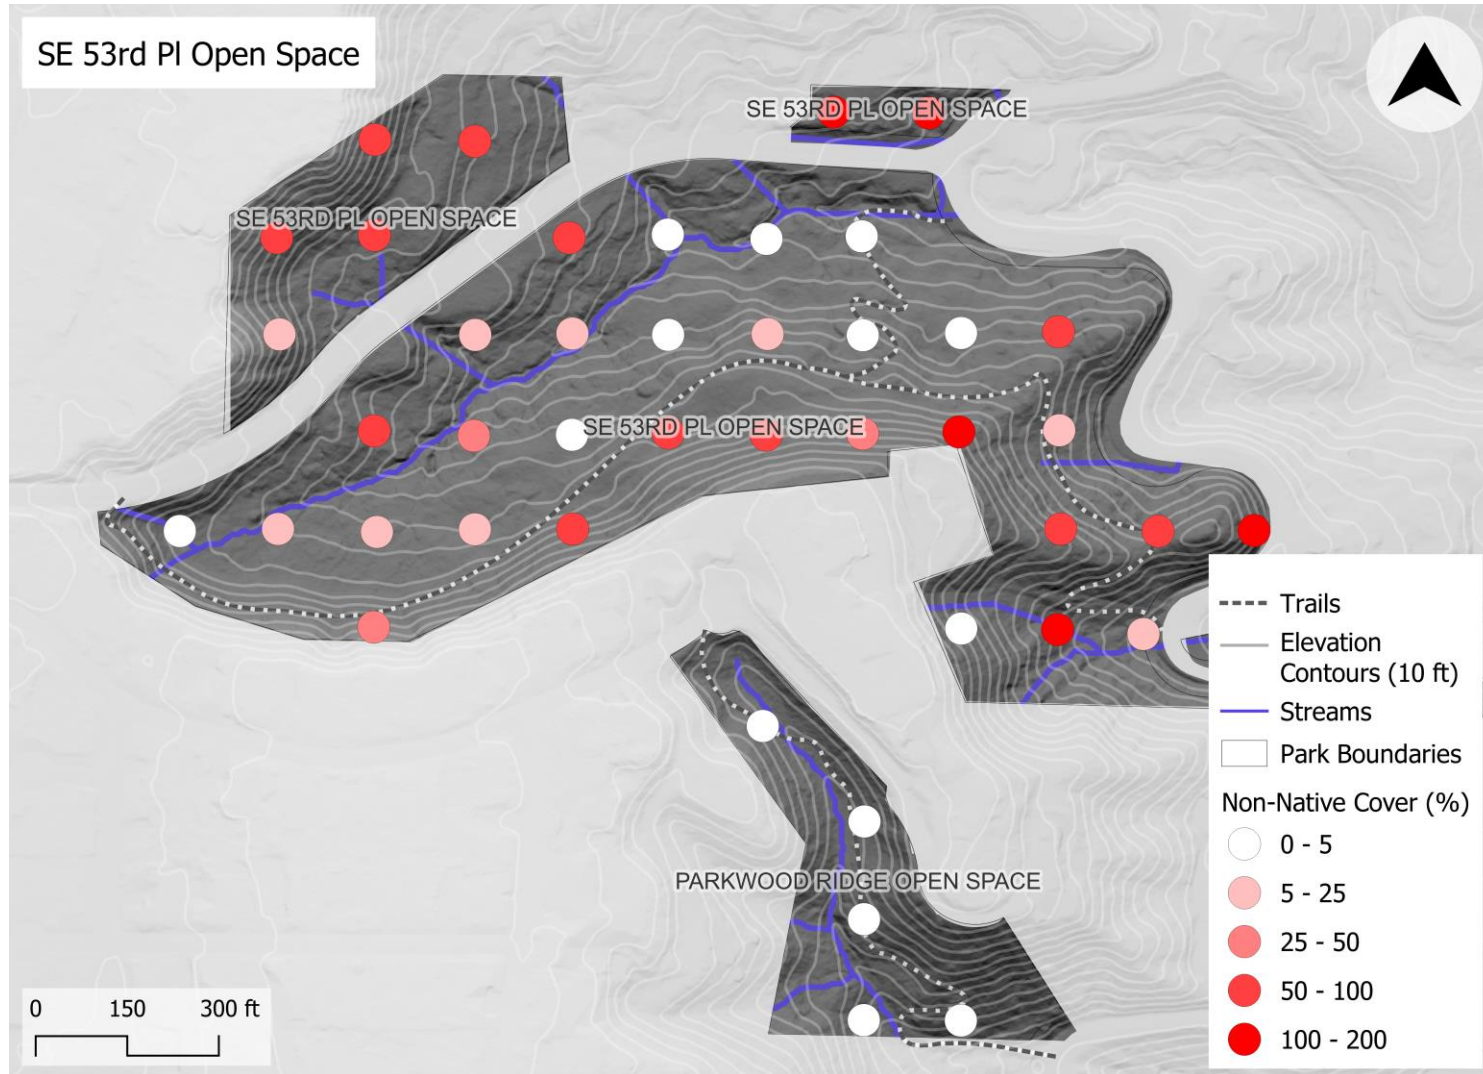 SE 53rd Pl Open Space
SE 53RD PL OPEN SPACE
SE 53RD PL OPEN SPACE
SE 53RD PL OPEN SPACE
PARKWOOD RIDGE OPEN SPACE
Trails
Elevation
Contours (10 ft)
Streams
Park Boundaries
Non-Native Cover (%)
0 - 5
5 - 25
25 - 50
50 - 100
100 - 200
0 150 300 ft